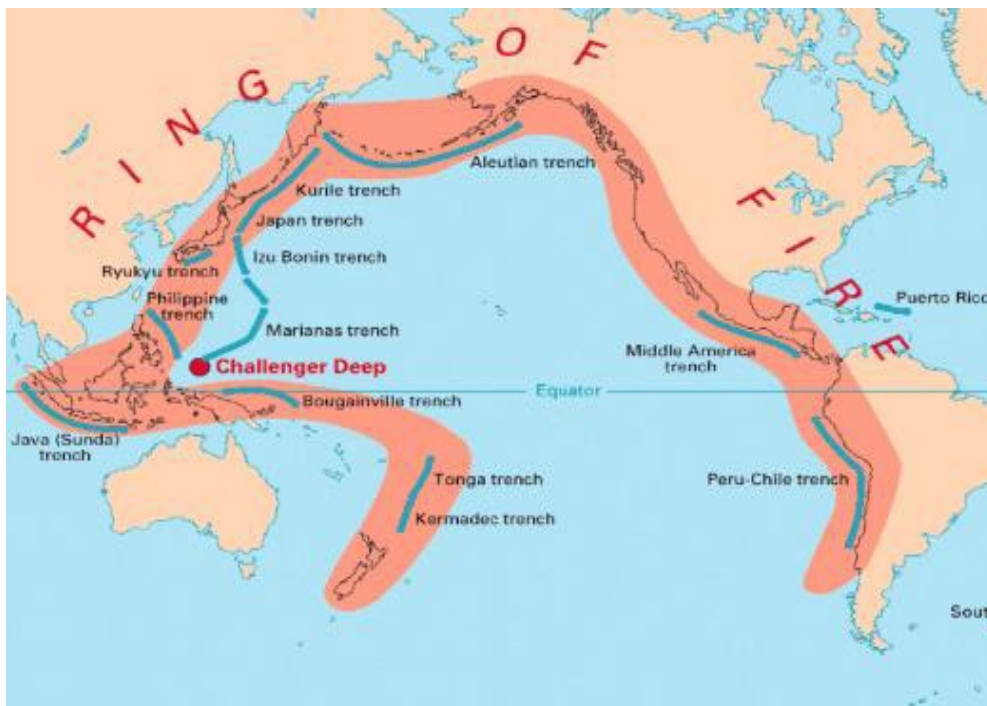 RING OF FIRE
Aleutian trench
Kurile trench
Japan trench
Izu Bonin trench
Ryukyu trench
Philippine
trench
Marianas trench
Challenger Deep
Puerto Rico
Middle America
trench
Equator
Bougainville trench
Java (Sunda)
trench
Tonga trench
Kermadec trench
Peru-Chile trench
Sout